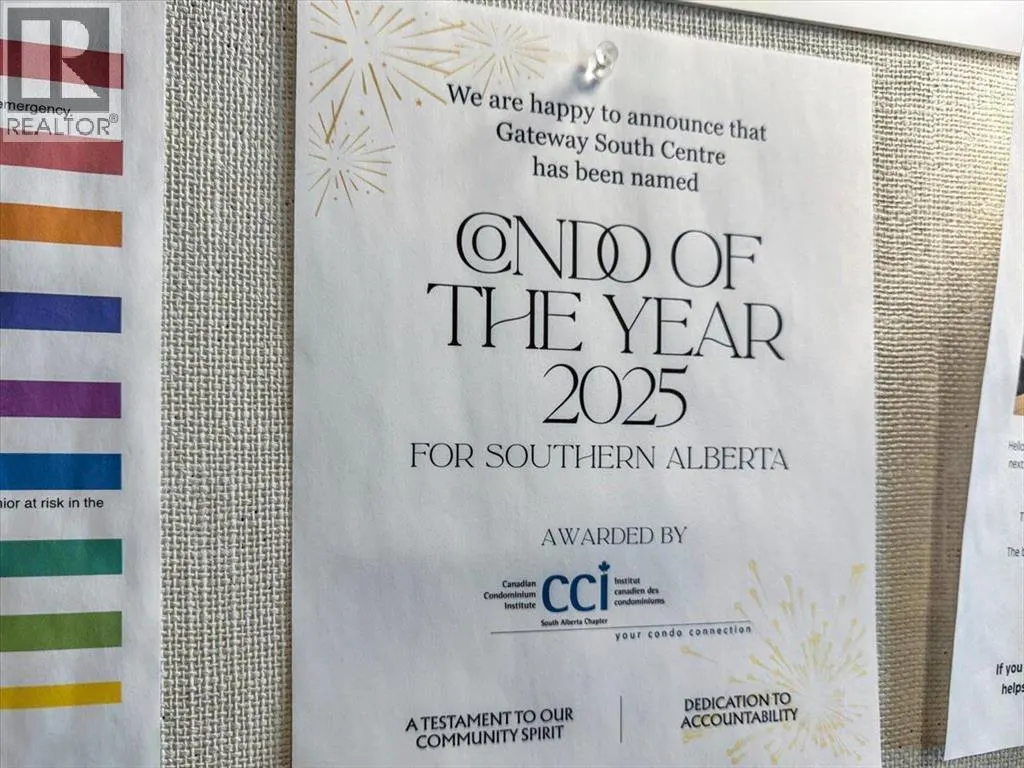 REALTOR®
emergency
nior at risk in the
We are happy to announce that
Gateway South Centre
has been named
CONDO OF
THE YEAR
2025
FOR SOUTHERN ALBERTA
AWARDED BY
Canadian
Condominium
Institute
CCI
Institut
canadien des
condominiums
South Alberta Chapter
your condo connection
A TESTAMENT TO OUR
COMMUNITY SPIRIT
DEDICATION TO
ACCOUNTABILITY
Hello
next
The b
If you
helps